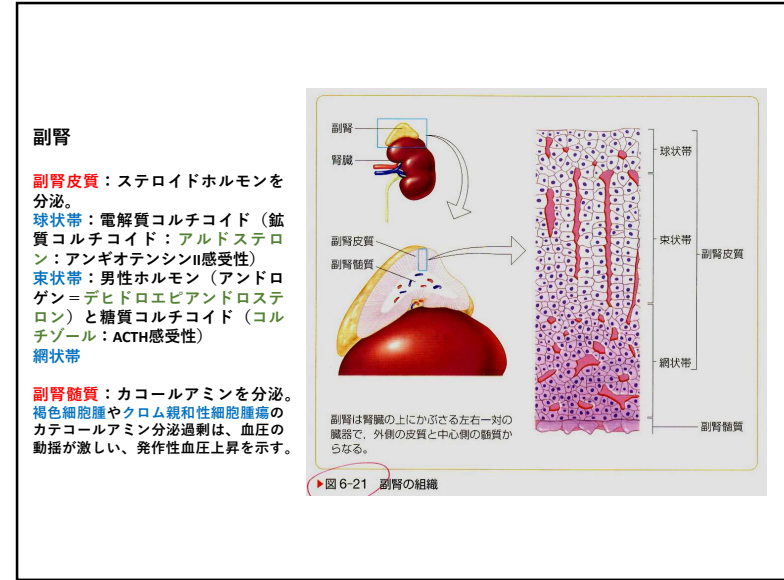 副腎
副腎皮質：ステロイドホルモンを
分泌。
球状帯：電解質コルチコイド（鉱
質コルチコイド：アルドステロ
ン：アンギオテンシンII感受性）
束状帯：男性ホルモン（アンドロ
ゲン＝デヒドロエピアンドロステ
ロン）と糖質コルチコイド（コル
チゾール：ACTH感受性）
網状帯
副腎髄質：カコールアミンを分泌。
褐色細胞腫やクロム親和性細胞腫瘍の
カテコールアミン分泌過剰は、血圧の
動揺が激しい、発作性血圧上昇を示す。
副腎
腎臓
副腎皮質
副腎髄質
球状帯
束状帯
副腎皮質
網状帯
副腎髄質
副腎は腎臓の上にかぶさる左右一対の
臓器で，外側の皮質と中心側の髄質か
らなる。
▶図6-21 副腎の組織